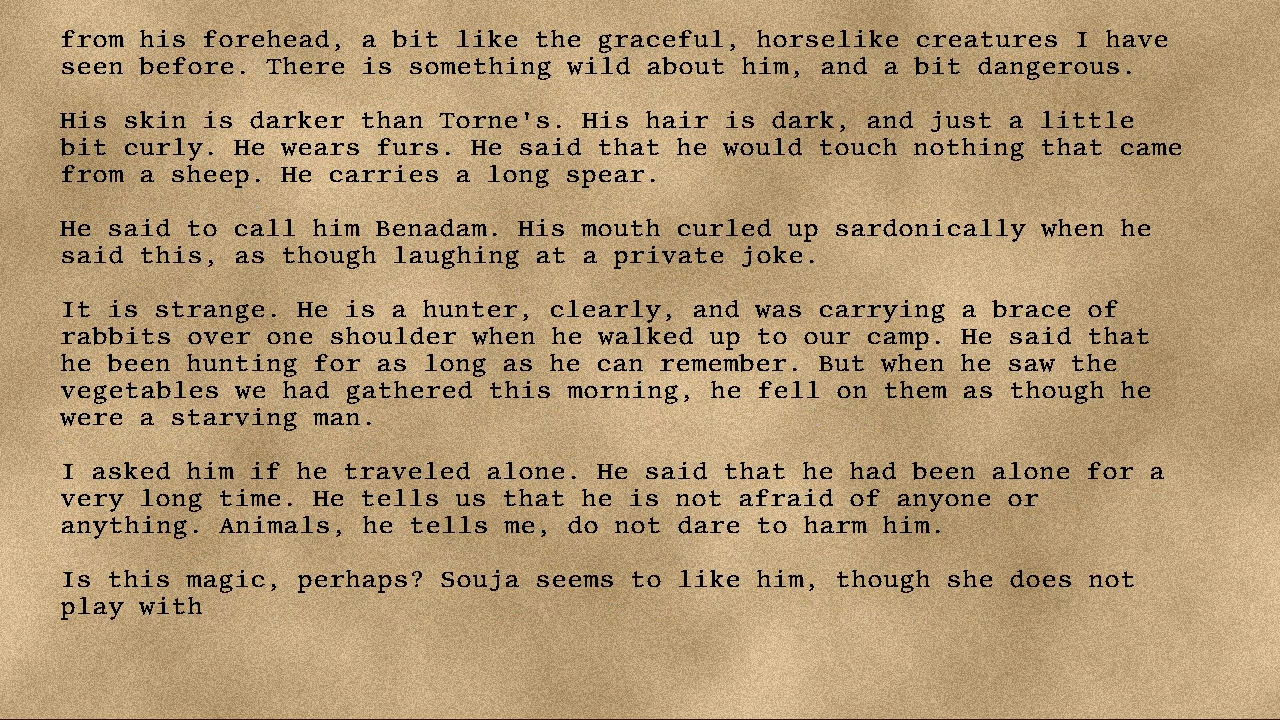 from his forehead, a bit like the graceful, horselike creatures I have
seen before. There is something wild about him, and a bit dangerous.
His skin is darker than Torne's. His hair is dark, and just a little
bit curly. He wears furs. He said that he would touch nothing that came
from a sheep. He carries a long spear.
He said to call him Benadam. His mouth curled up sardonically when he
said this, as though laughing at a private joke.
It is strange. He is a hunter, clearly, and was carrying a brace of
rabbits over one shoulder when he walked up to our camp. He said that
he been hunting for as long as he can remember. But when he saw the
vegetables we had gathered this morning, he fell on them as though he
were a starving man.
I asked him if he traveled alone. He said that he had been alone for a
very long time. He tells us that he is not afraid of anyone or
anything. Animals, he tells me, do not dare to harm him.
Is this magic, perhaps? Souja seems to like him, though she does not
play with